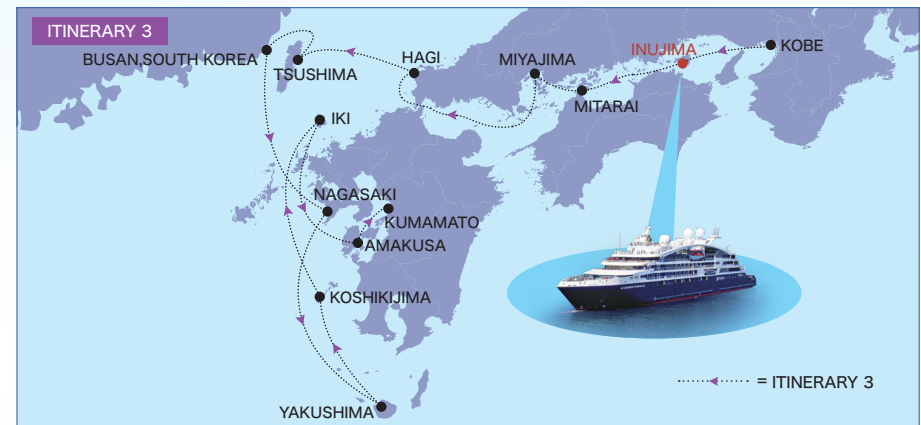 ITINERARY 3
BUSAN,SOUTH KOREA
TSUSHIMA
HAGI
MIYAJIMA
INUJIMA
KOBE
MITARAI
IKI
NAGASAKI
KUMAMATO
AMAKUSA
KOSHIKIJIMA
YAKUSHIMA
= ITINERARY 3